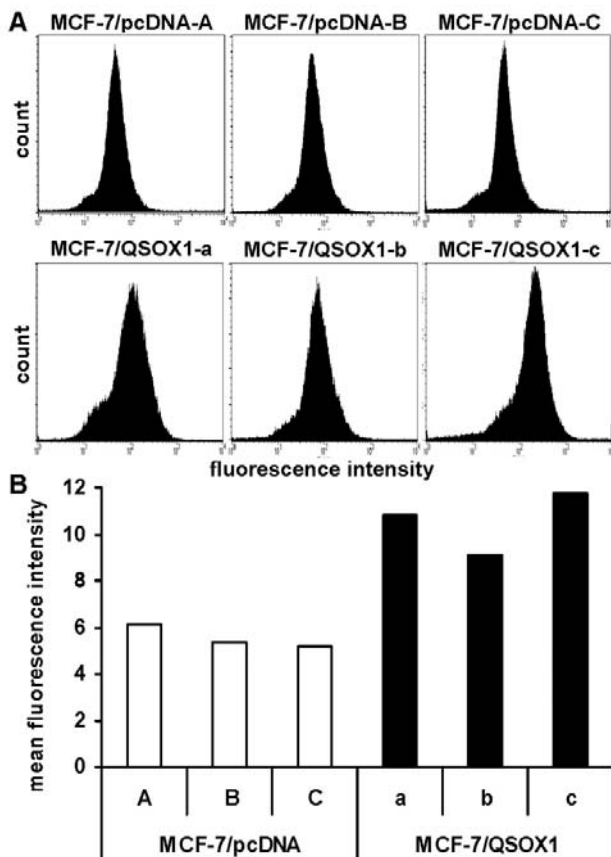 A MCF-7/pcDNA-A MCF-7/pcDNA-B MCF-7/pcDNA-C
count
MCF-7/QSOX1-a MCF-7/QSOX1-b MCF-7/QSOX1-c
count
fluorescence intensity
B
mean fluorescence intensity
12
10
8
6
4
2
0
A B C a b c
MCF-7/pcDNA MCF-7/QSOX1